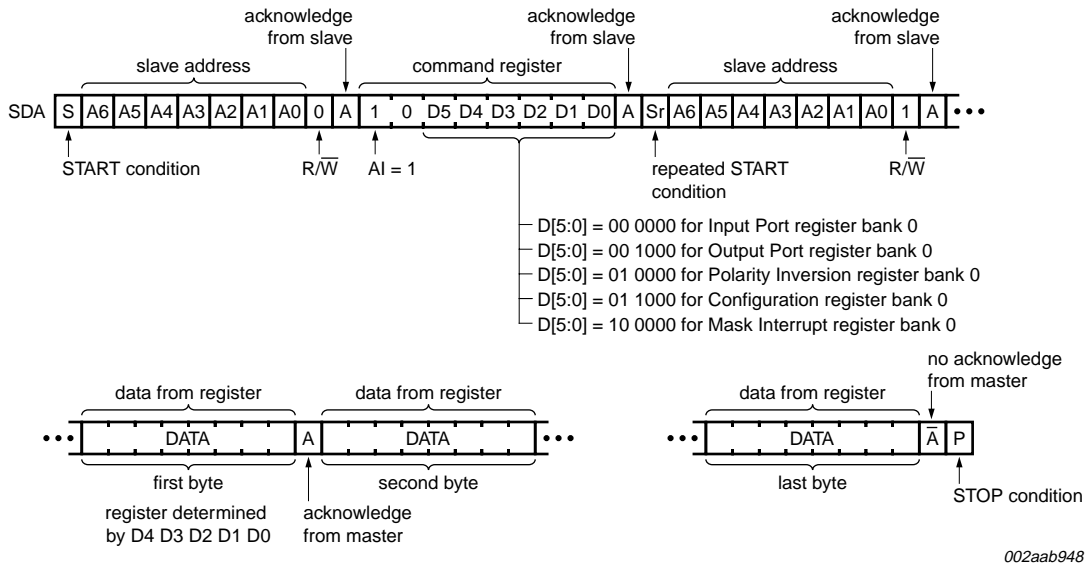 acknowledge
from slave
acknowledge
from slave
acknowledge
from slave
slave address
command register
slave address
SDA S A6 A5 A4 A3 A2 A1 A0 0 A 1 0 D5 D4 D3 D2 D1 D0 A Sr A6 A5 A4 A3 A2 A1 A0 1 A •••
START condition
R/W̅
AI = 1
repeated START
condition
R/W̅
D[5:0] = 00 0000 for Input Port register bank 0
D[5:0] = 00 1000 for Output Port register bank 0
D[5:0] = 01 0000 for Polarity Inversion register bank 0
D[5:0] = 01 1000 for Configuration register bank 0
D[5:0] = 10 0000 for Mask Interrupt register bank 0
no acknowledge
from master
data from register
data from register
data from register
••• DATA A DATA ••• ••• DATA A̅ P
first byte
second byte
last byte
STOP condition
register determined
by D4 D3 D2 D1 D0
acknowledge
from master
002aab948